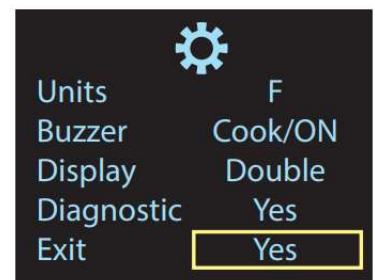 Units F
Buzzer Cook/ON
Display Double
Diagnostic Yes
Exit Yes